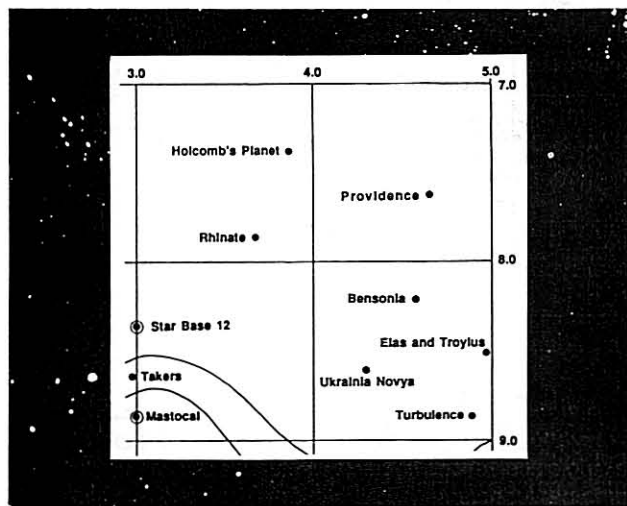 3.0 4.0 5.0
7.0
Holcomb's Planet
Providence
Rhinate
8.0
Bensonia
Star Base 12
Elas and Troylus
Takers
Ukrainia Novya
Mastocal
Turbulence
9.0